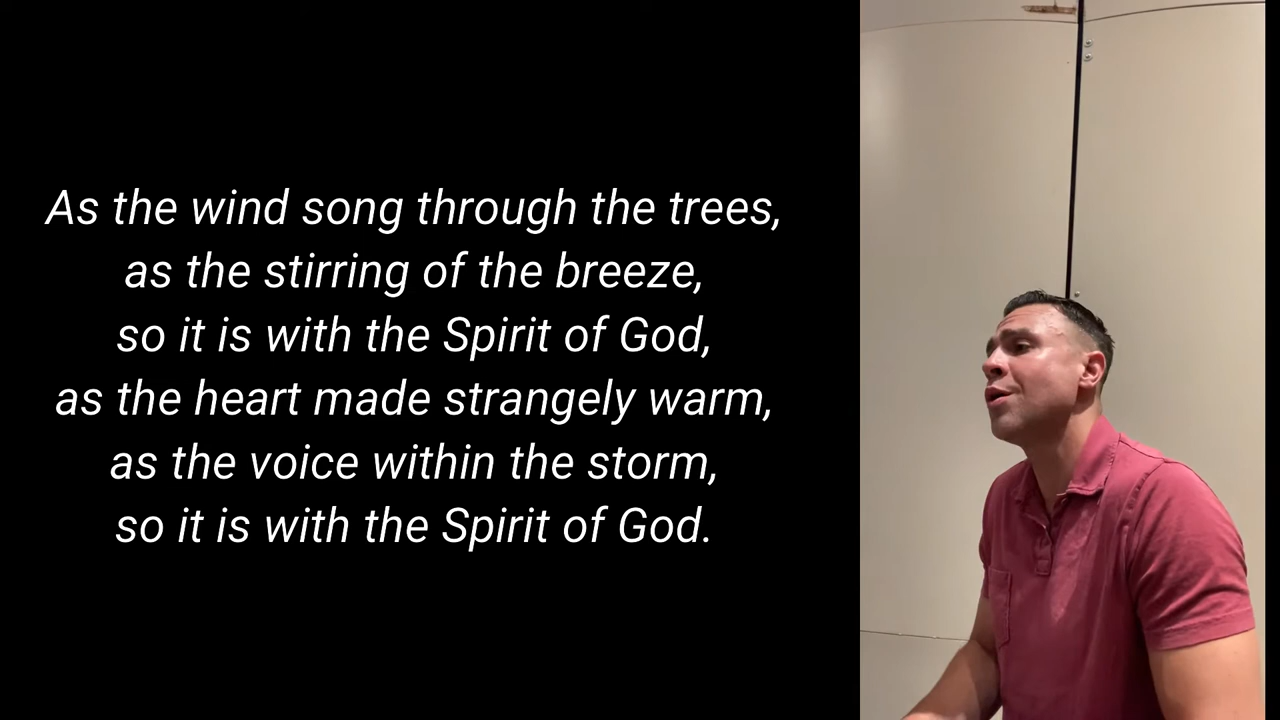 As the wind song through the trees,
as the stirring of the breeze,
so it is with the Spirit of God,
as the heart made strangely warm,
as the voice within the storm,
so it is with the Spirit of God.